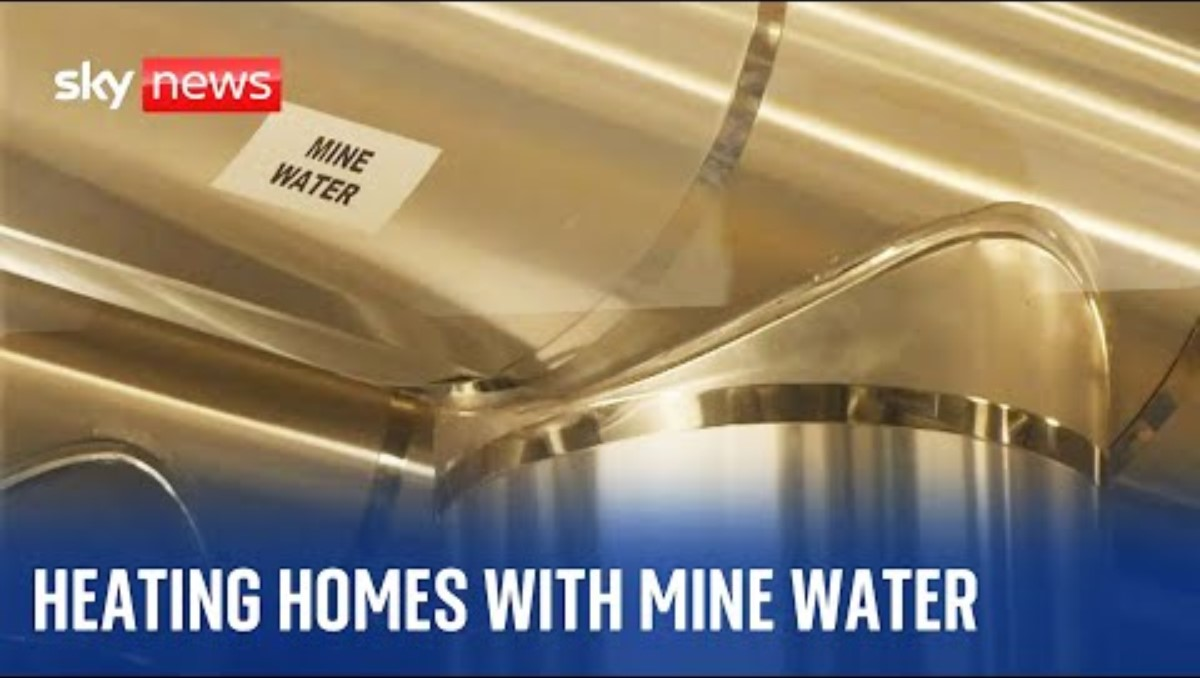 sky news
MINE
WATER
HEATING HOMES WITH MINE WATER